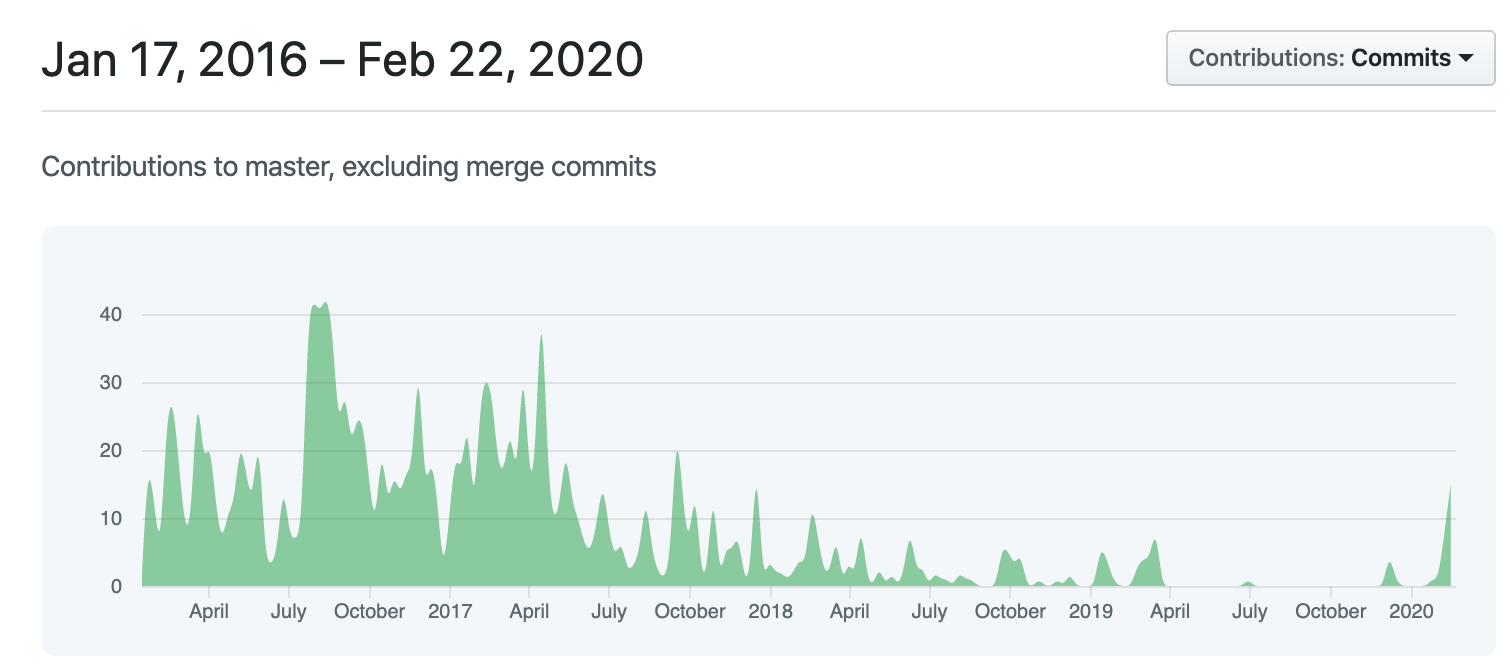 Jan 17, 2016 – Feb 22, 2020
Contributions: Commits
Contributions to master, excluding merge commits
40
30
20
10
0
April July October 2017 April July October 2018 April July October 2019 April July October 2020